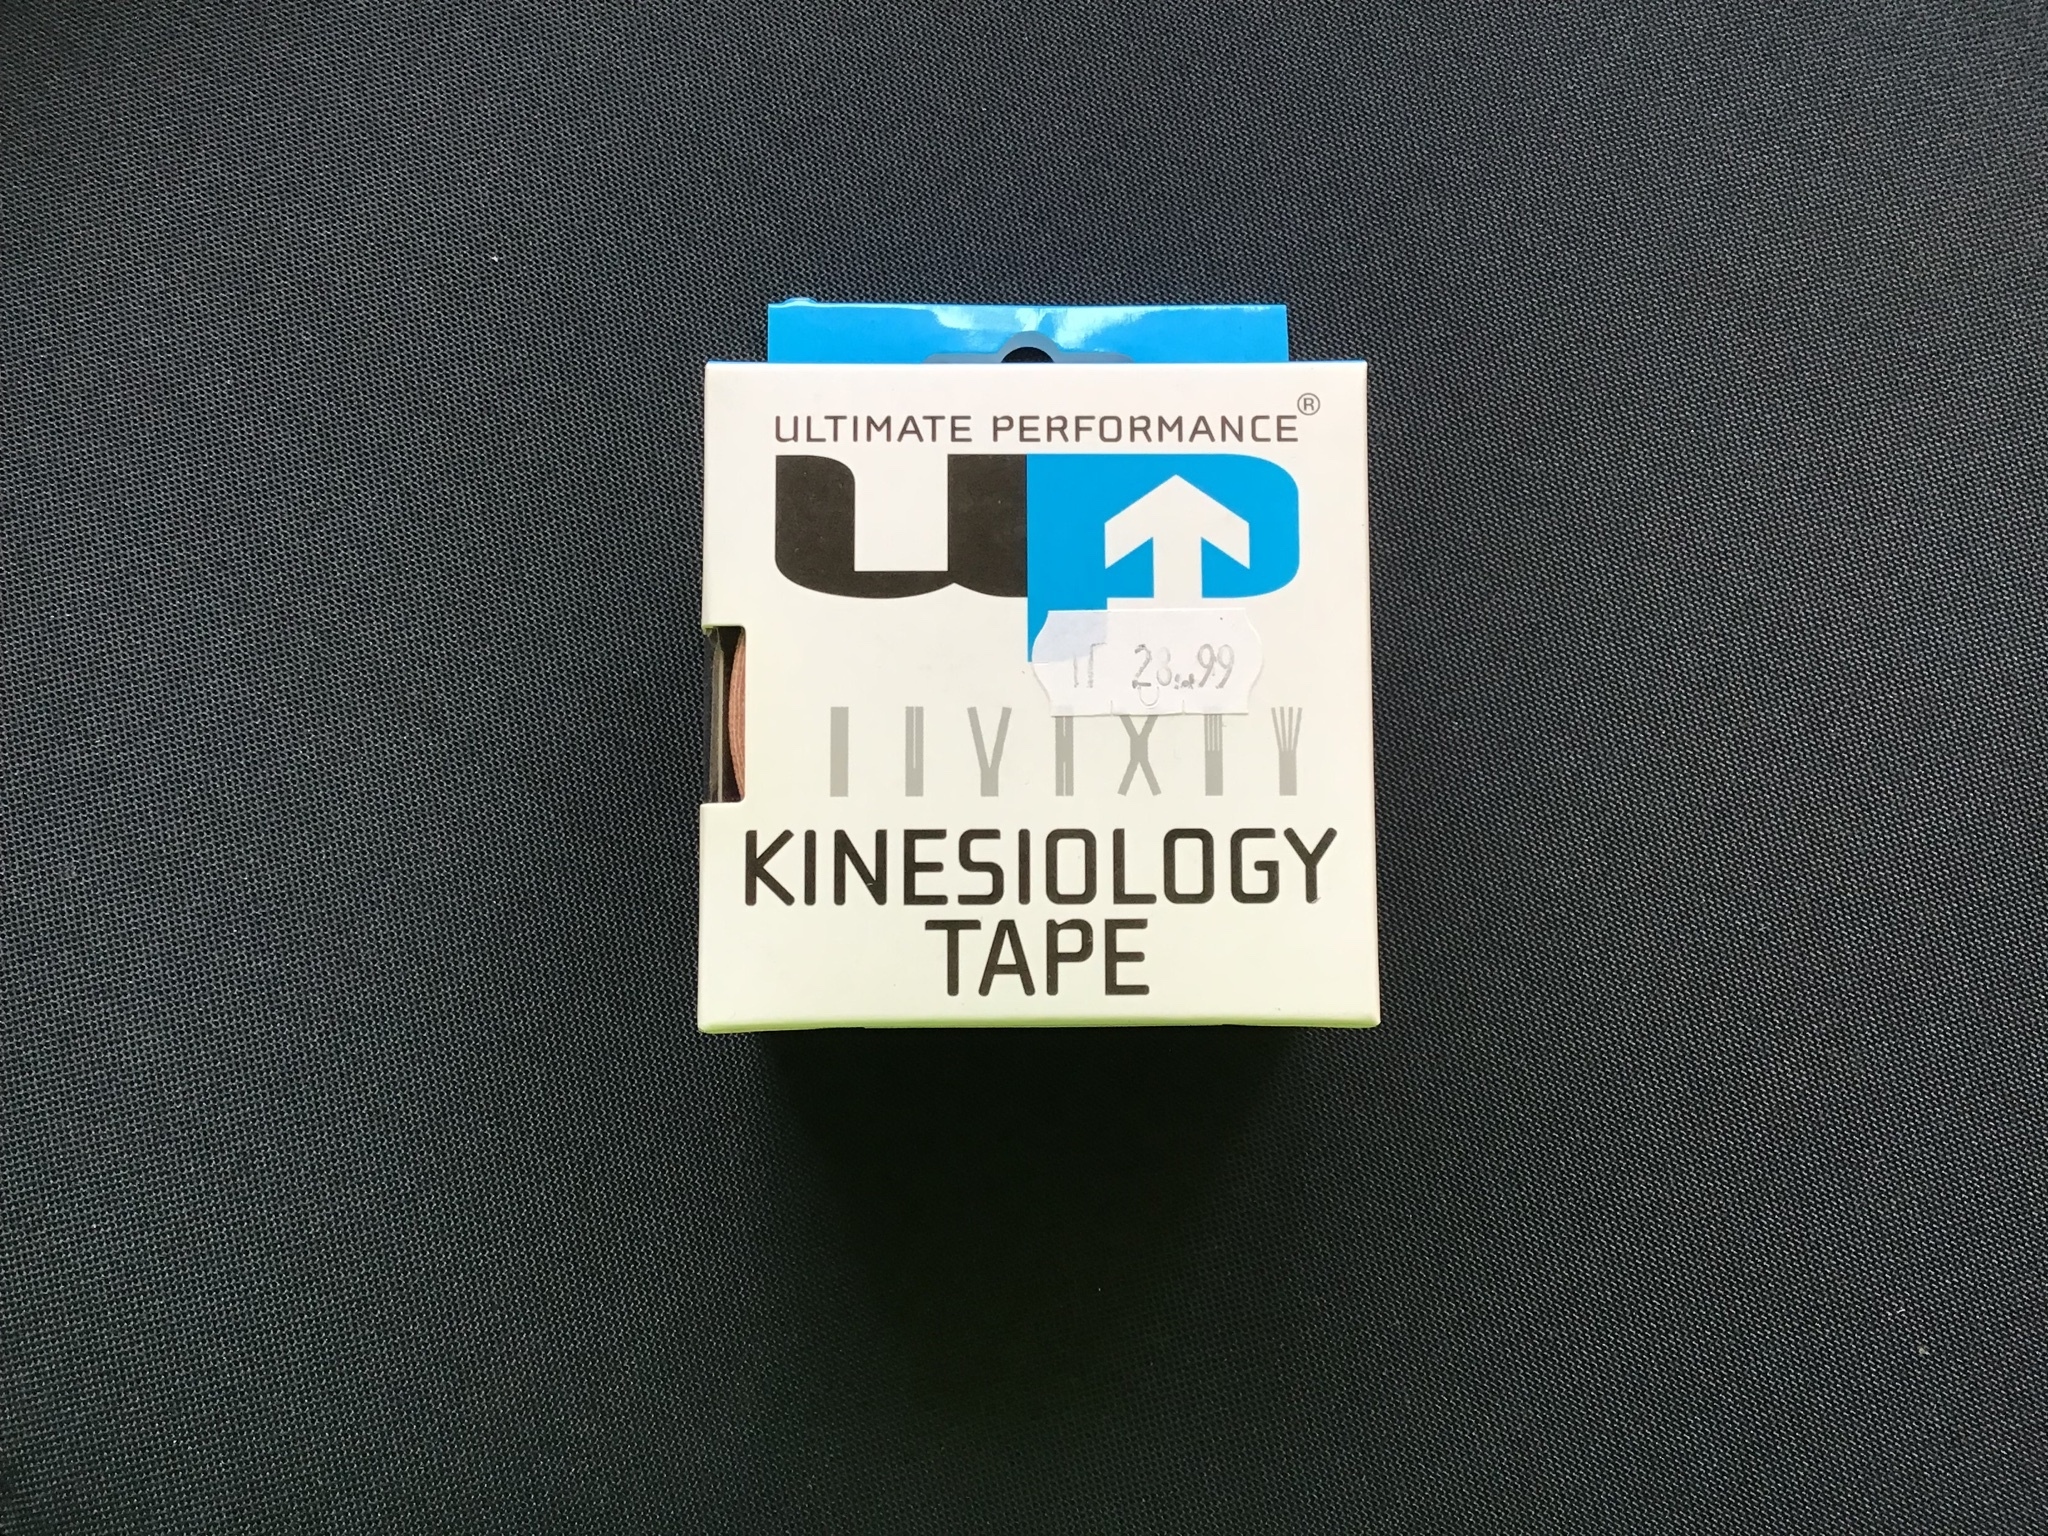 ULTIMATE PERFORMANCE®
UP
28.99
KINESIOLOGY
TAPE